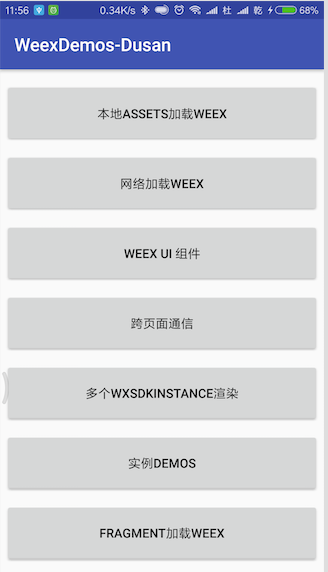 11:56 0.34K/s 杜 乾 68%
WeexDemos-Dusan
本地ASSETS加载WEEX
网络加载WEEX
WEEX UI 组件
跨页面通信
多个WXSDKINSTANCE渲染
实例DEMOS
FRAGMENT加载WEEX